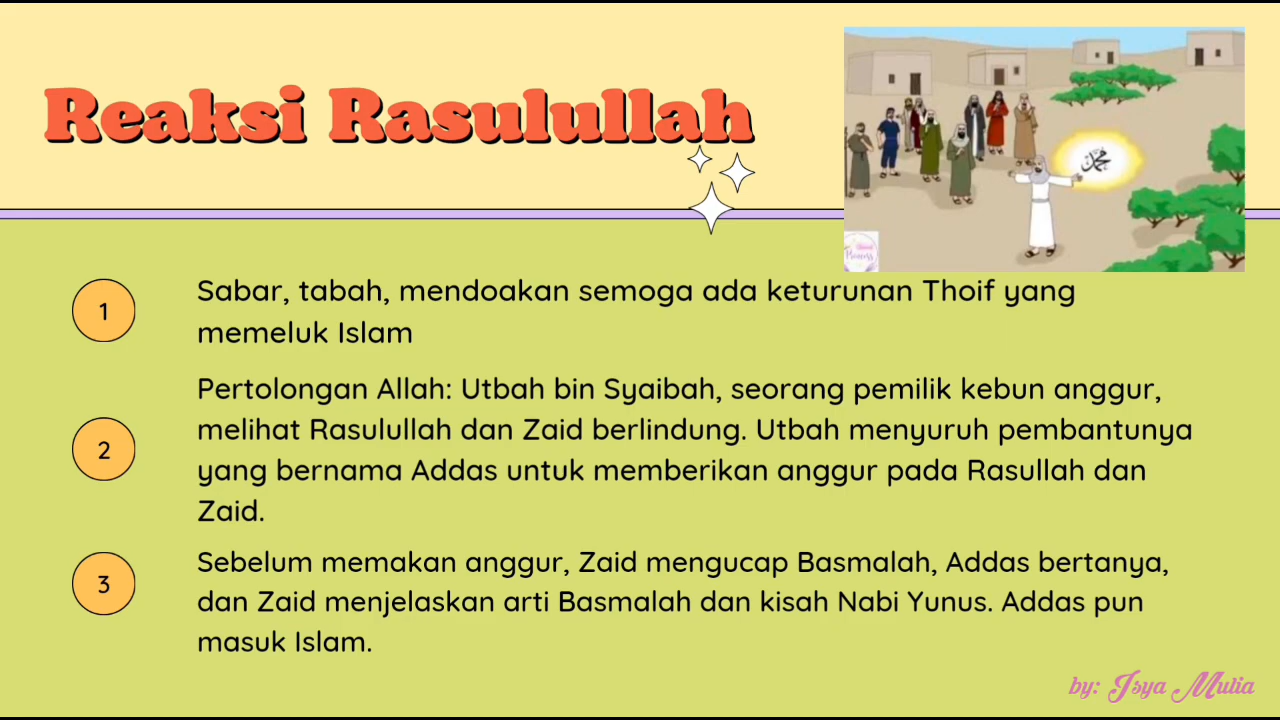 Reaksi Rasulullah
محمد
1
Sabar, tabah, mendoakan semoga ada keturunan Thoif yang
memeluk Islam
2
Pertolongan Allah: Utbah bin Syaibah, seorang pemilik kebun anggur,
melihat Rasulullah dan Zaid berlindung. Utbah menyuruh pembantunya
yang bernama Addas untuk memberikan anggur pada Rasullah dan
Zaid.
3
Sebelum memakan anggur, Zaid mengucap Basmalah, Addas bertanya,
dan Zaid menjelaskan arti Basmalah dan kisah Nabi Yunus. Addas pun
masuk Islam.
by: Isya Mulia